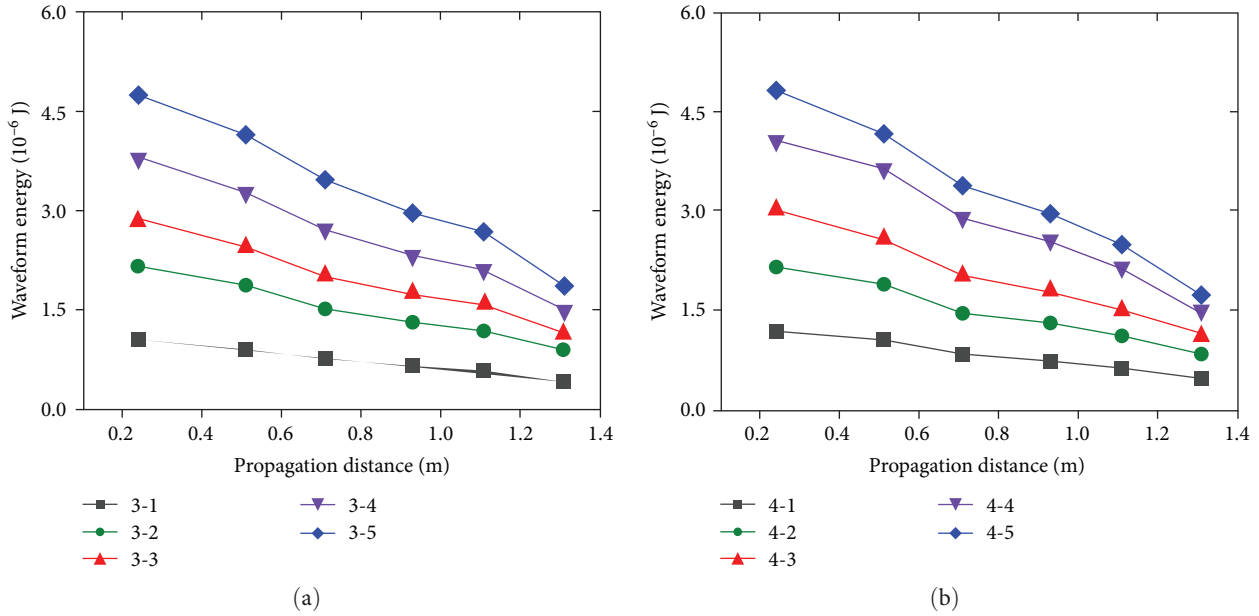 6.0
4.5
3.0
1.5
0.0
Waveform energy (10⁻⁶ J)
0.2 0.4 0.6 0.8 1.0 1.2 1.4
Propagation distance (m)
3-1
3-2
3-3
3-4
3-5
(a)
6.0
4.5
3.0
1.5
0.0
Waveform energy (10⁻⁶ J)
0.2 0.4 0.6 0.8 1.0 1.2 1.4
Propagation distance (m)
4-1
4-2
4-3
4-4
4-5
(b)